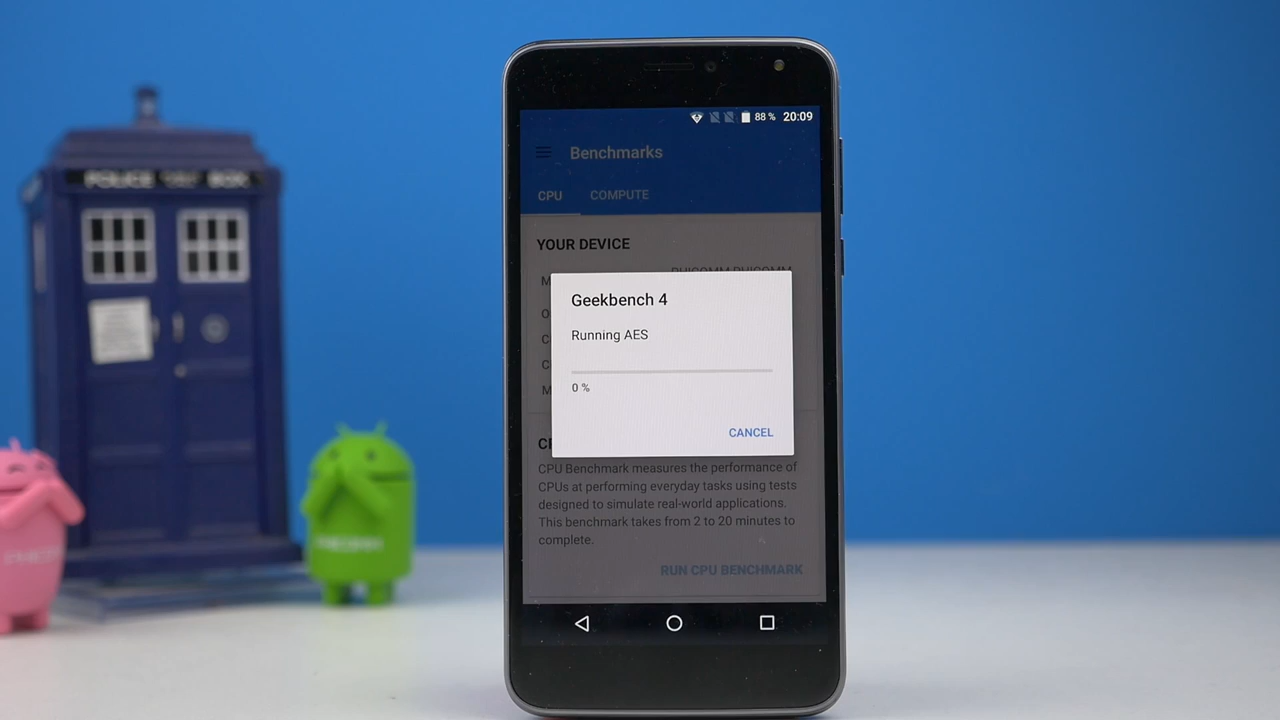 POLICE BOX
88 % 20:09
Benchmarks
CPU COMPUTE
YOUR DEVICE
M
Geekbench 4
Running AES
0 %
CANCEL
CPU Benchmark measures the performance of
CPUs at performing everyday tasks using tests
designed to simulate real-world applications.
This benchmark takes from 2 to 20 minutes to
complete.
RUN CPU BENCHMARK